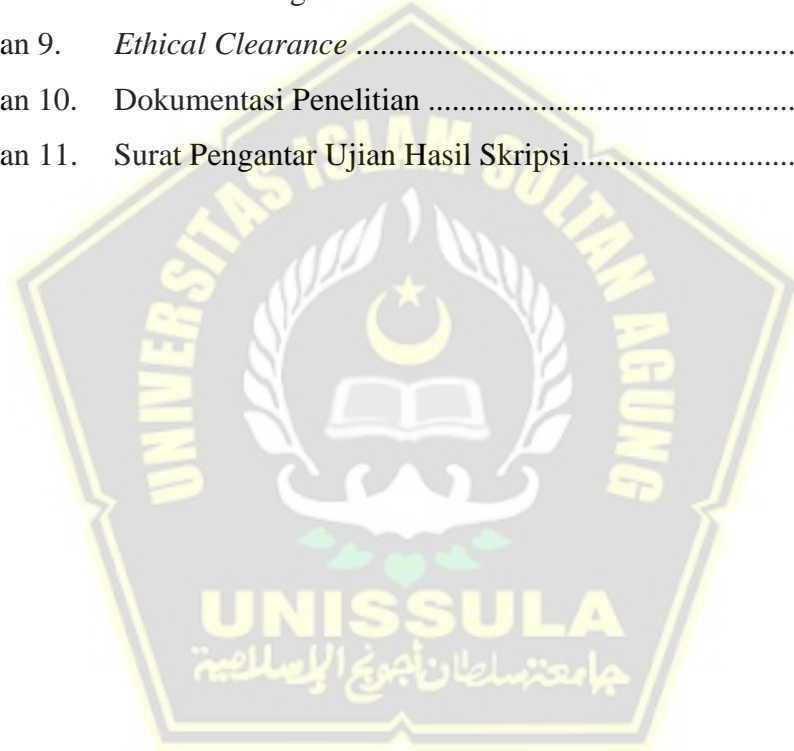 an 9. Ethical Clearance ......................................................
an 10. Dokumentasi Penelitian .............................................
an 11. Surat Pengantar Ujian Hasil Skripsi...........................
UNIVERSITAS ISLAM SULTAN AGUNG
UNISSULA
جامعة سلطان أجونج الإسلامية